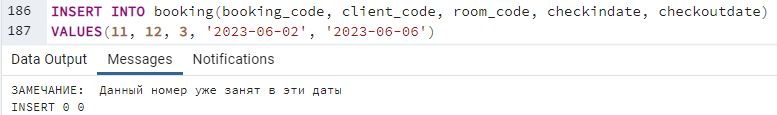 186 INSERT INTO booking(booking_code, client_code, room_code, checkindate, checkoutdate)
187 VALUES(11, 12, 3, '2023-06-02', '2023-06-06')
Data Output Messages Notifications
ЗАМЕЧАНИЕ: Данный номер уже занят в эти даты
INSERT 0 0